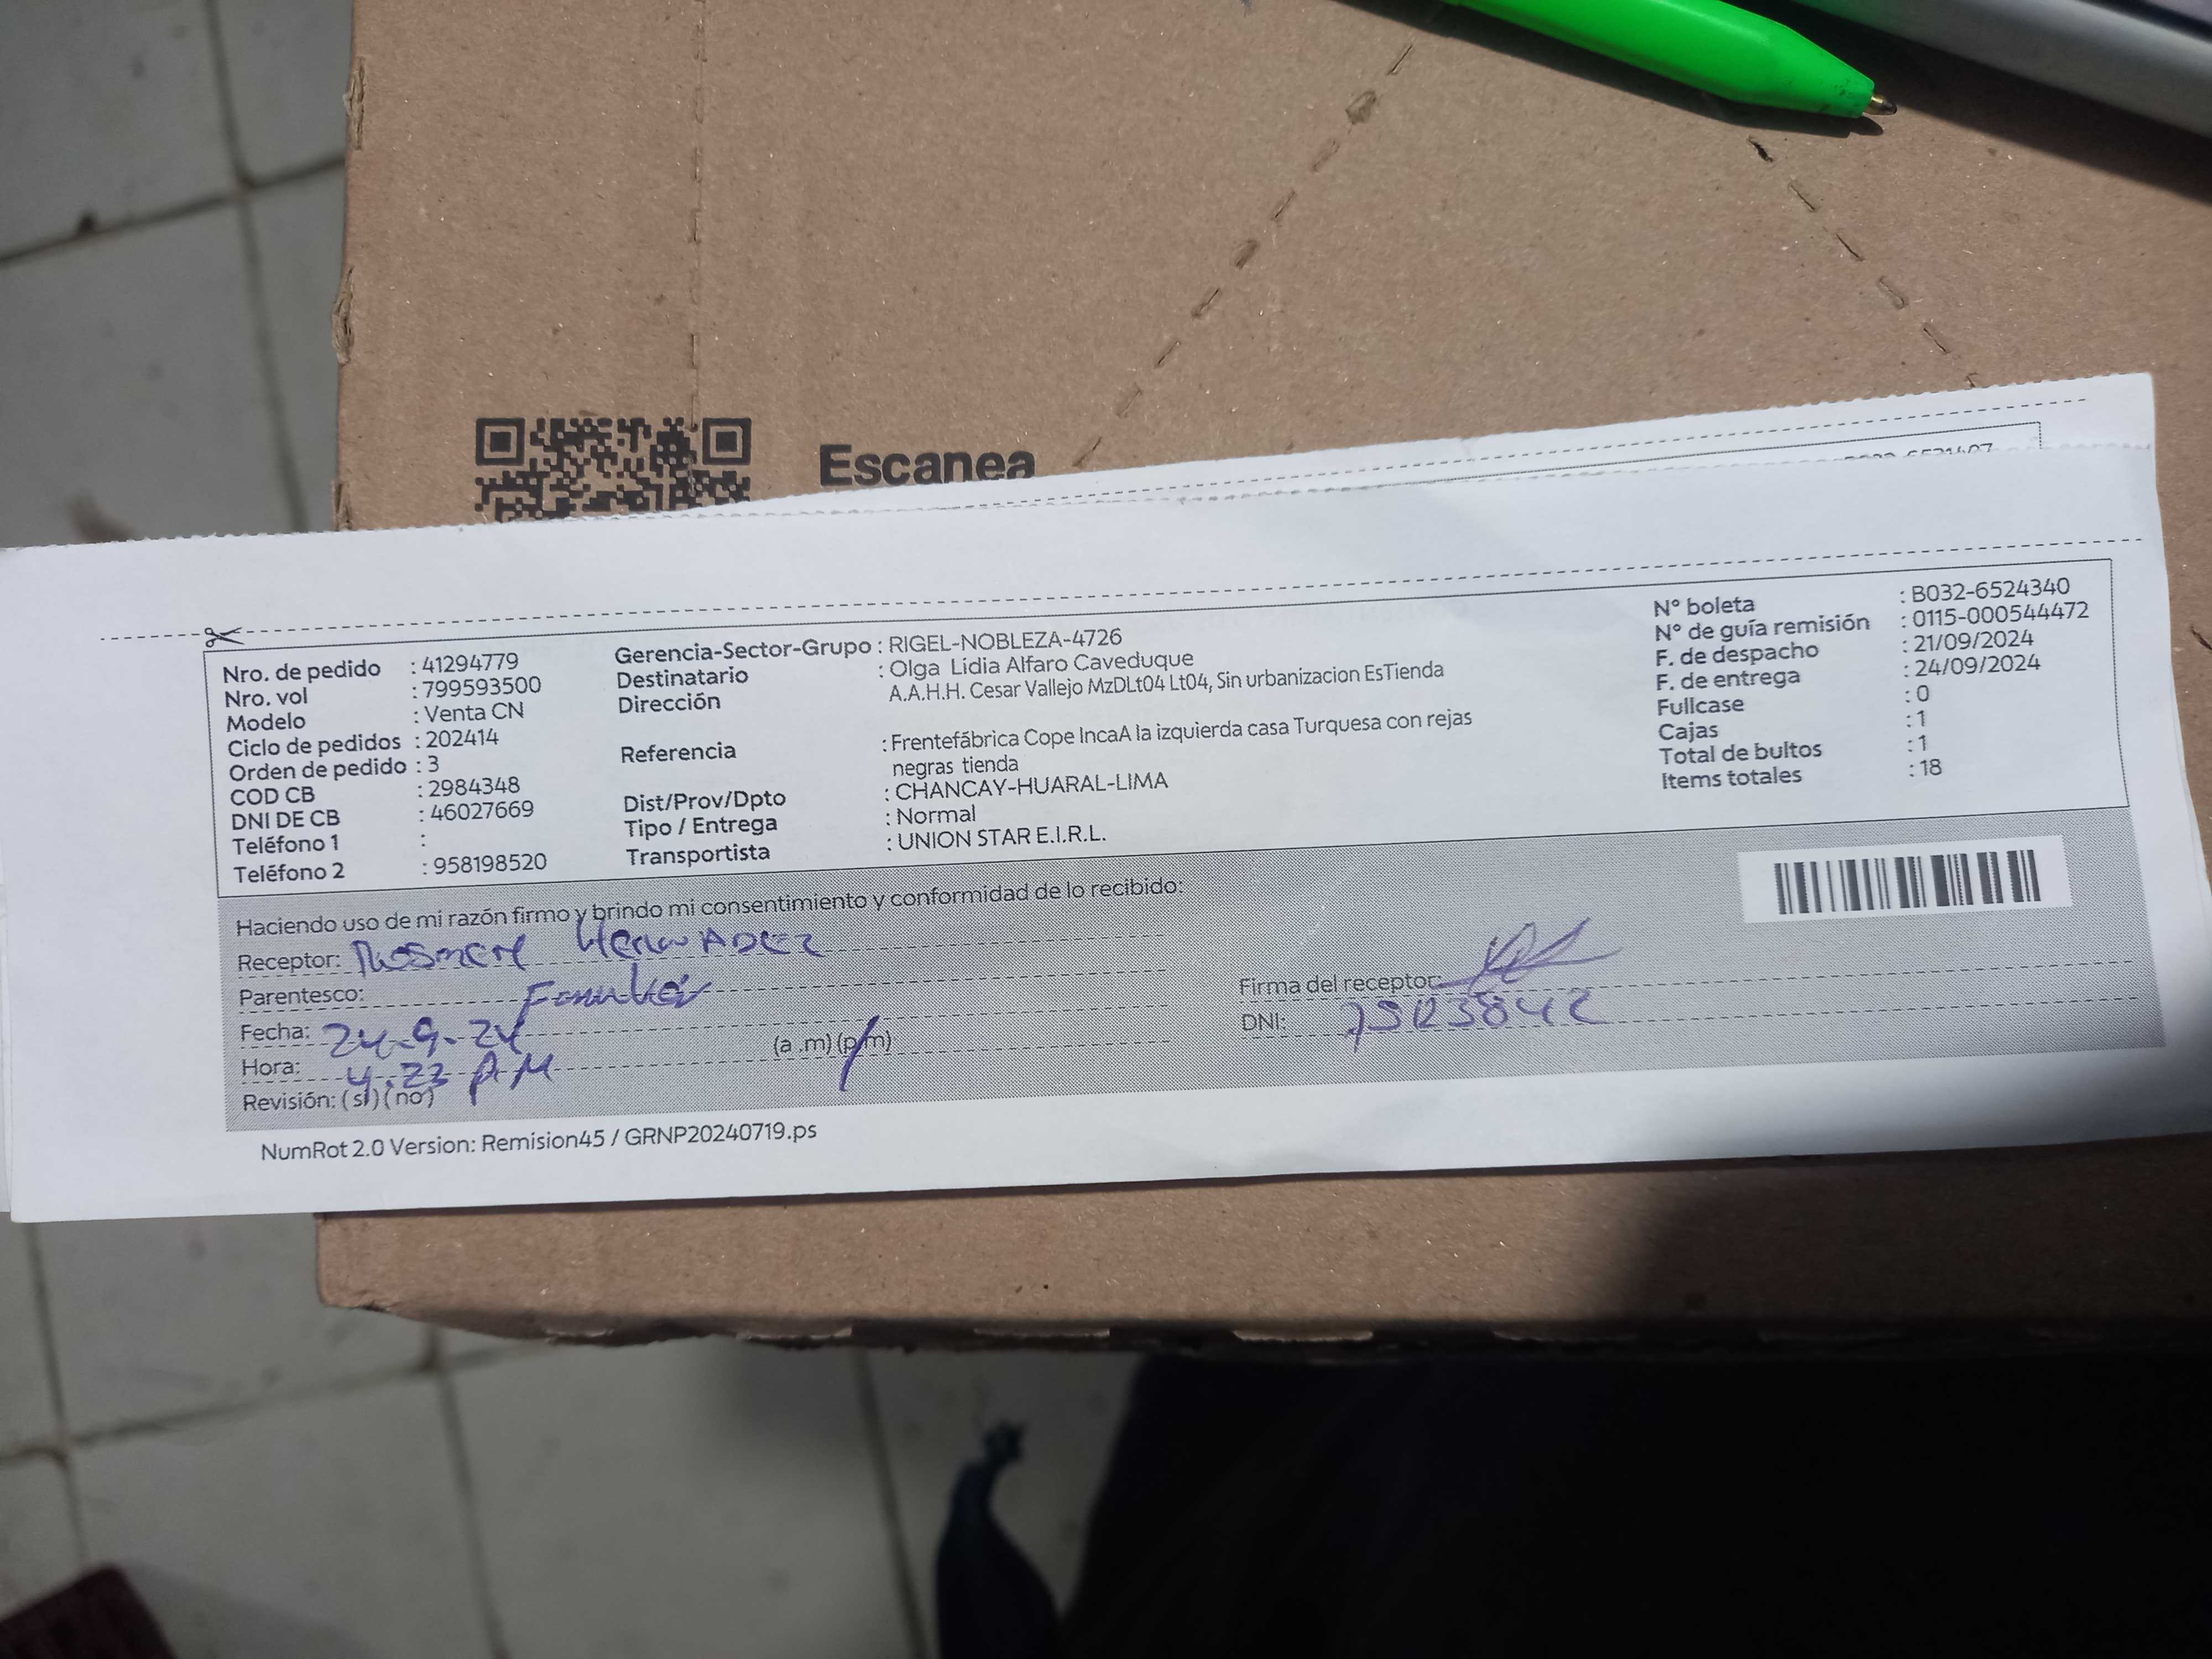 Escanea
Nro. de pedido : 41294779
Nro. vol : 799593500
Modelo : Venta CN
Ciclo de pedidos : 202414
Orden de pedido : 3
COD CB : 2984348
DNI DE CB : 46027669
Teléfono 1 :
Teléfono 2 : 958198520
Gerencia-Sector-Grupo : RIGEL-NOBLEZA-4726
Destinatario : Olga Lidia Alfaro Caveduque
Dirección A.A.H.H. Cesar Vallejo MzDLt04 Lt04, Sin urbanizacion EsTienda
Referencia : Frentefábrica Cope IncaA la izquierda casa Turquesa con rejas
negras tienda
Dist/Prov/Dpto : CHANCAY-HUARAL-LIMA
Tipo / Entrega : Normal
Transportista : UNION STAR E.I.R.L.
N° boleta : B032-6524340
N° de guía remisión : 0115-000544472
F. de despacho : 21/09/2024
F. de entrega : 24/09/2024
Fullcase : 0
Cajas : 1
Total de bultos : 1
Items totales : 18
Haciendo uso de mi razón firmo y brindo mi consentimiento y conformidad de lo recibido:
Receptor:
Parentesco:
Fecha: 24-9-24
Hora: 4:23 P.M (a .m) (p.m)
Revisión: (si) (no)
Firma del receptor:
DNI:
NumRot 2.0 Version: Remision45 / GRNP20240719.ps